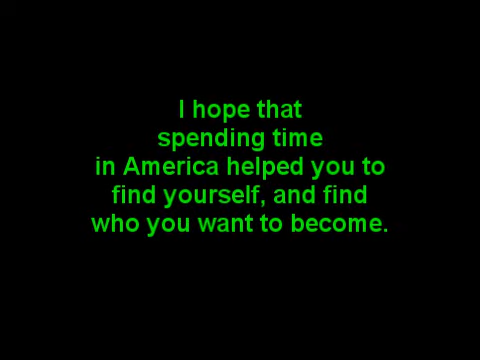 I hope that
spending time
in America helped you to
find yourself, and find
who you want to become.